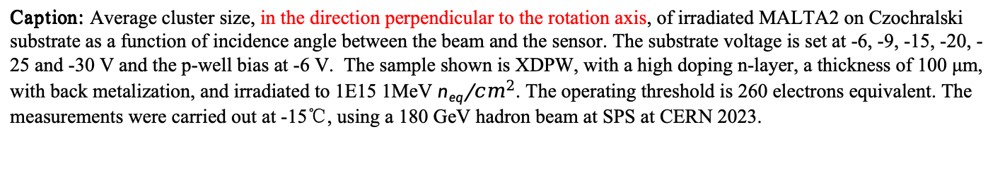 Caption: Average cluster size, in the direction perpendicular to the rotation axis, of irradiated MALTA2 on Czochralski
substrate as a function of incidence angle between the beam and the sensor. The substrate voltage is set at -6, -9, -15, -20, -
25 and -30 V and the p-well bias at -6 V.  The sample shown is XDPW, with a high doping n-layer, a thickness of 100 μm,
with back metalization, and irradiated to 1E15 1MeV n_eq/cm². The operating threshold is 260 electrons equivalent. The
measurements were carried out at -15℃, using a 180 GeV hadron beam at SPS at CERN 2023.